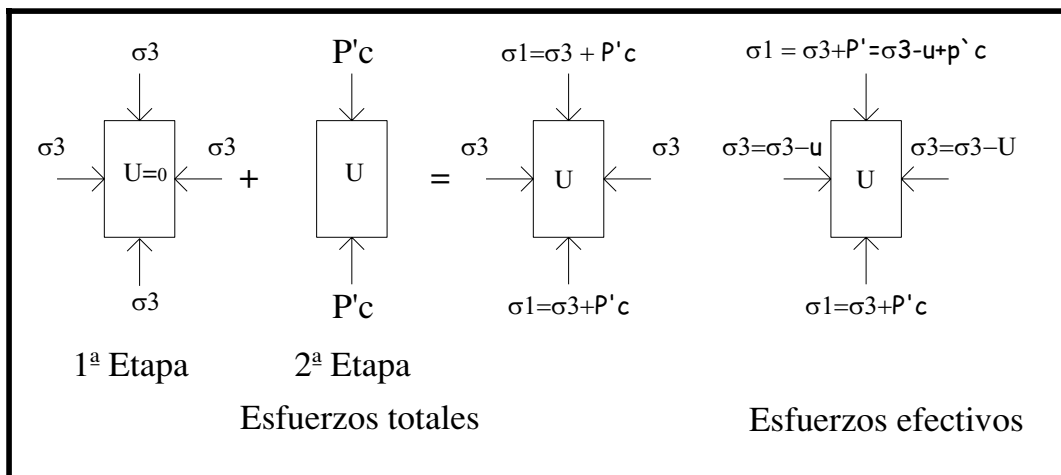 σ3
P'c
σ1=σ3 + P'c
σ1 = σ3+P'=σ3-u+p`c
σ3
U=0
σ3
+
U
=
σ3
U
σ3
σ3=σ3−u
U
σ3=σ3−U
σ3
P'c
σ1=σ3+P'c
σ1=σ3+P'c
1ª Etapa
2ª Etapa
Esfuerzos totales
Esfuerzos efectivos